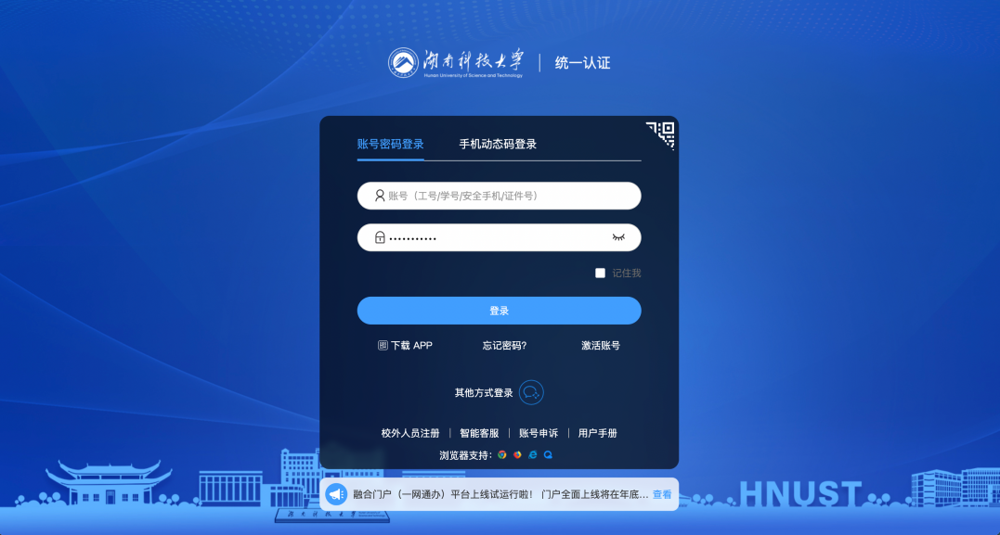 湖南科技大学 | 统一认证
Hunan University of Science and Technology
账号密码登录 手机动态码登录
账号（工号/学号/安全手机/证件号）
•••••••••••
记住我
登录
下载 APP 忘记密码? 激活账号
其他方式登录
校外人员注册 | 智能客服 | 账号申诉 | 用户手册
浏览器支持：
融合门户（一网通办）平台上线试运行啦！ 门户全面上线将在年底... 查看
HNUST
湖南科技大学